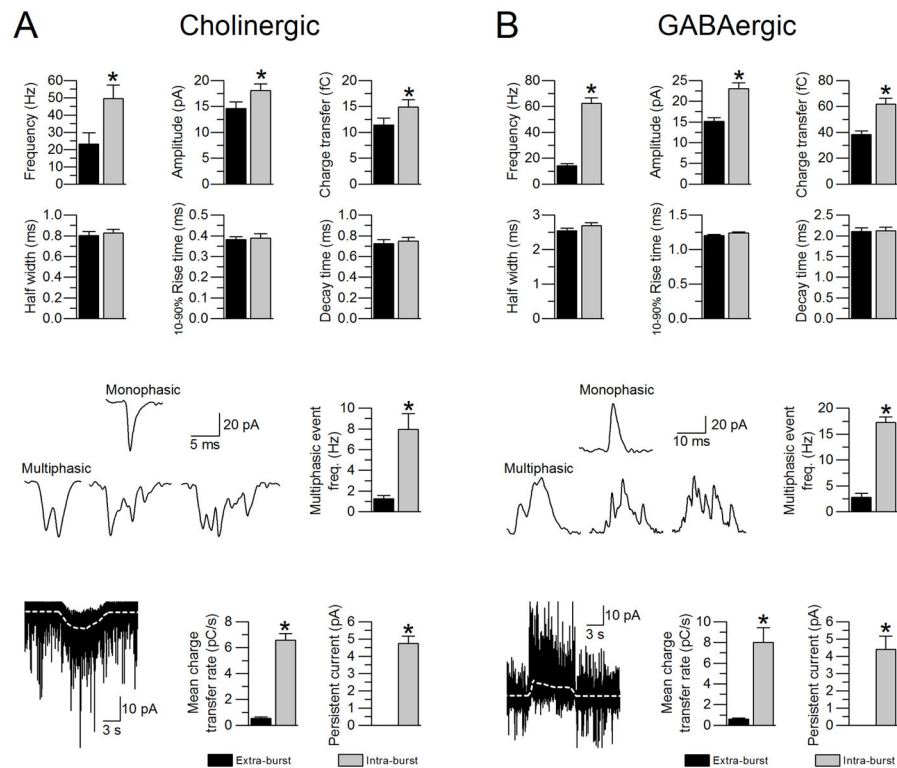 A Cholinergic
B GABAergic
Frequency (Hz)
60
50
40
30
20
10
0
*
Amplitude (pA)
20
15
10
5
0
*
Charge transfer (fC)
20
15
10
5
0
*
Frequency (Hz)
80
60
40
20
0
*
Amplitude (pA)
25
20
15
10
5
0
*
Charge transfer (fC)
80
60
40
20
0
*
Half width (ms)
1.0
0.8
0.6
0.4
0.2
0.0
10-90% Rise time (ms)
0.5
0.4
0.3
0.2
0.1
0.0
Decay time (ms)
1.0
0.8
0.6
0.4
0.2
0.0
Half width (ms)
3
2
1
0
10-90% Rise time (ms)
1.5
1.2
0.9
0.6
0.3
0.0
Decay time (ms)
2.5
2.0
1.5
1.0
0.5
0.0
Monophasic
20 pA
5 ms
Multiphasic
Multiphasic event
freq. (Hz)
10
8
6
4
2
0
*
Monophasic
20 pA
10 ms
Multiphasic
Multiphasic event
freq. (Hz)
20
15
10
5
0
*
10 pA
3 s
Mean charge
transfer rate (pC/s)
8
6
4
2
0
*
Persistent current (pA)
6
5
4
3
2
1
0
*
10 pA
3 s
Mean charge
transfer rate (pC/s)
10
8
6
4
2
0
*
Persistent current (pA)
6
5
4
3
2
1
0
*
Extra-burst
Intra-burst
Extra-burst
Intra-burst